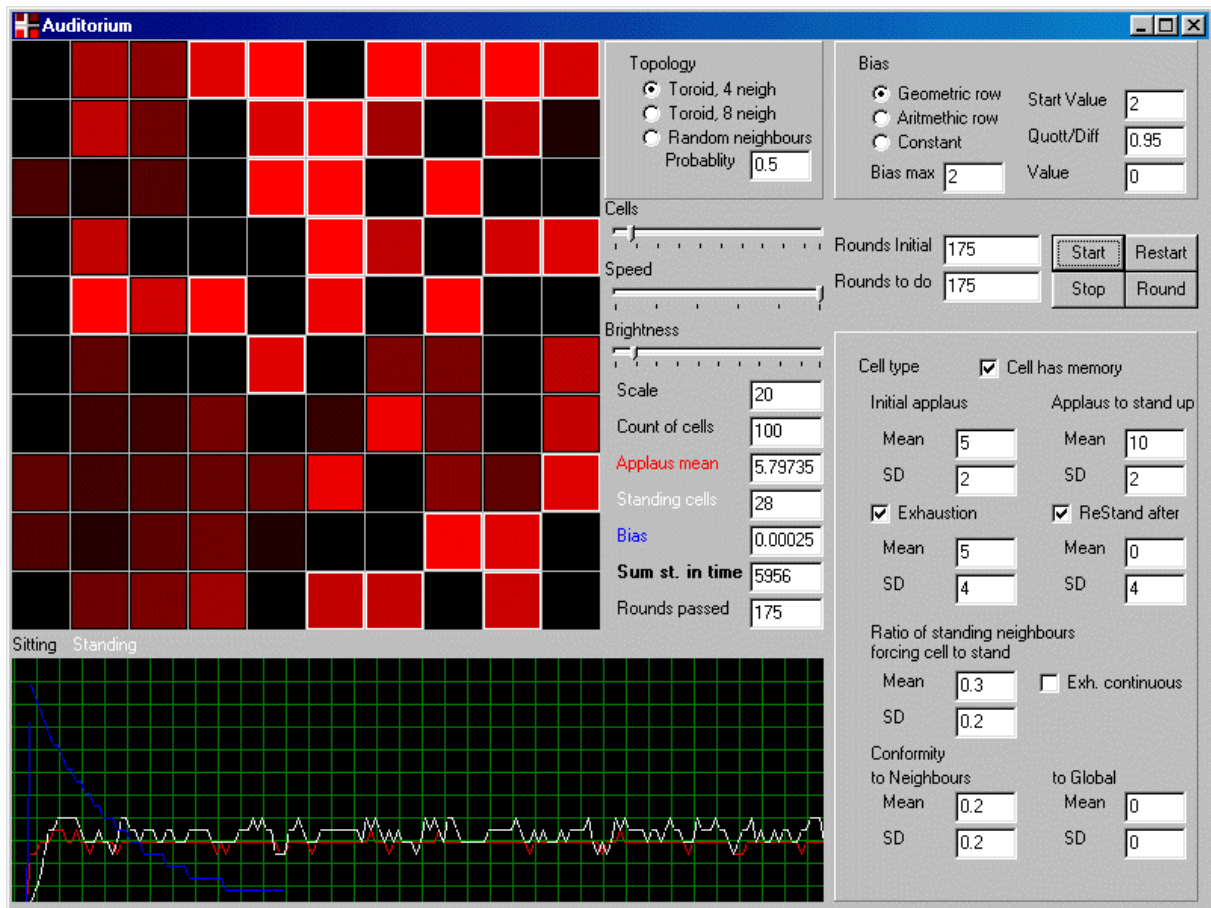 Auditorium
Topology
Toroid, 4 neigh
Toroid, 8 neigh
Random neighbours
Probablity 0.5
Bias
Geometric row
Aritmethic row
Constant
Start Value 2
Quott/Diff 0.95
Bias max 2
Value 0
Cells
Speed
Brightness
Rounds Initial 175
Rounds to do 175
Start Restart
Stop Round
Scale 20
Count of cells 100
Applaus mean 5.79735
Standing cells 28
Bias 0.00025
Sum st. in time 5956
Rounds passed 175
Cell type Cell has memory
Initial applaus Applaus to stand up
Mean 5 Mean 10
SD 2 SD 2
Exhaustion ReStand after
Mean 5 Mean 0
SD 4 SD 4
Ratio of standing neighbours
forcing cell to stand
Mean 0.3 Exh. continuous
SD 0.2
Conformity
to Neighbours to Global
Mean 0.2 Mean 0
SD 0.2 SD 0
Sitting Standing